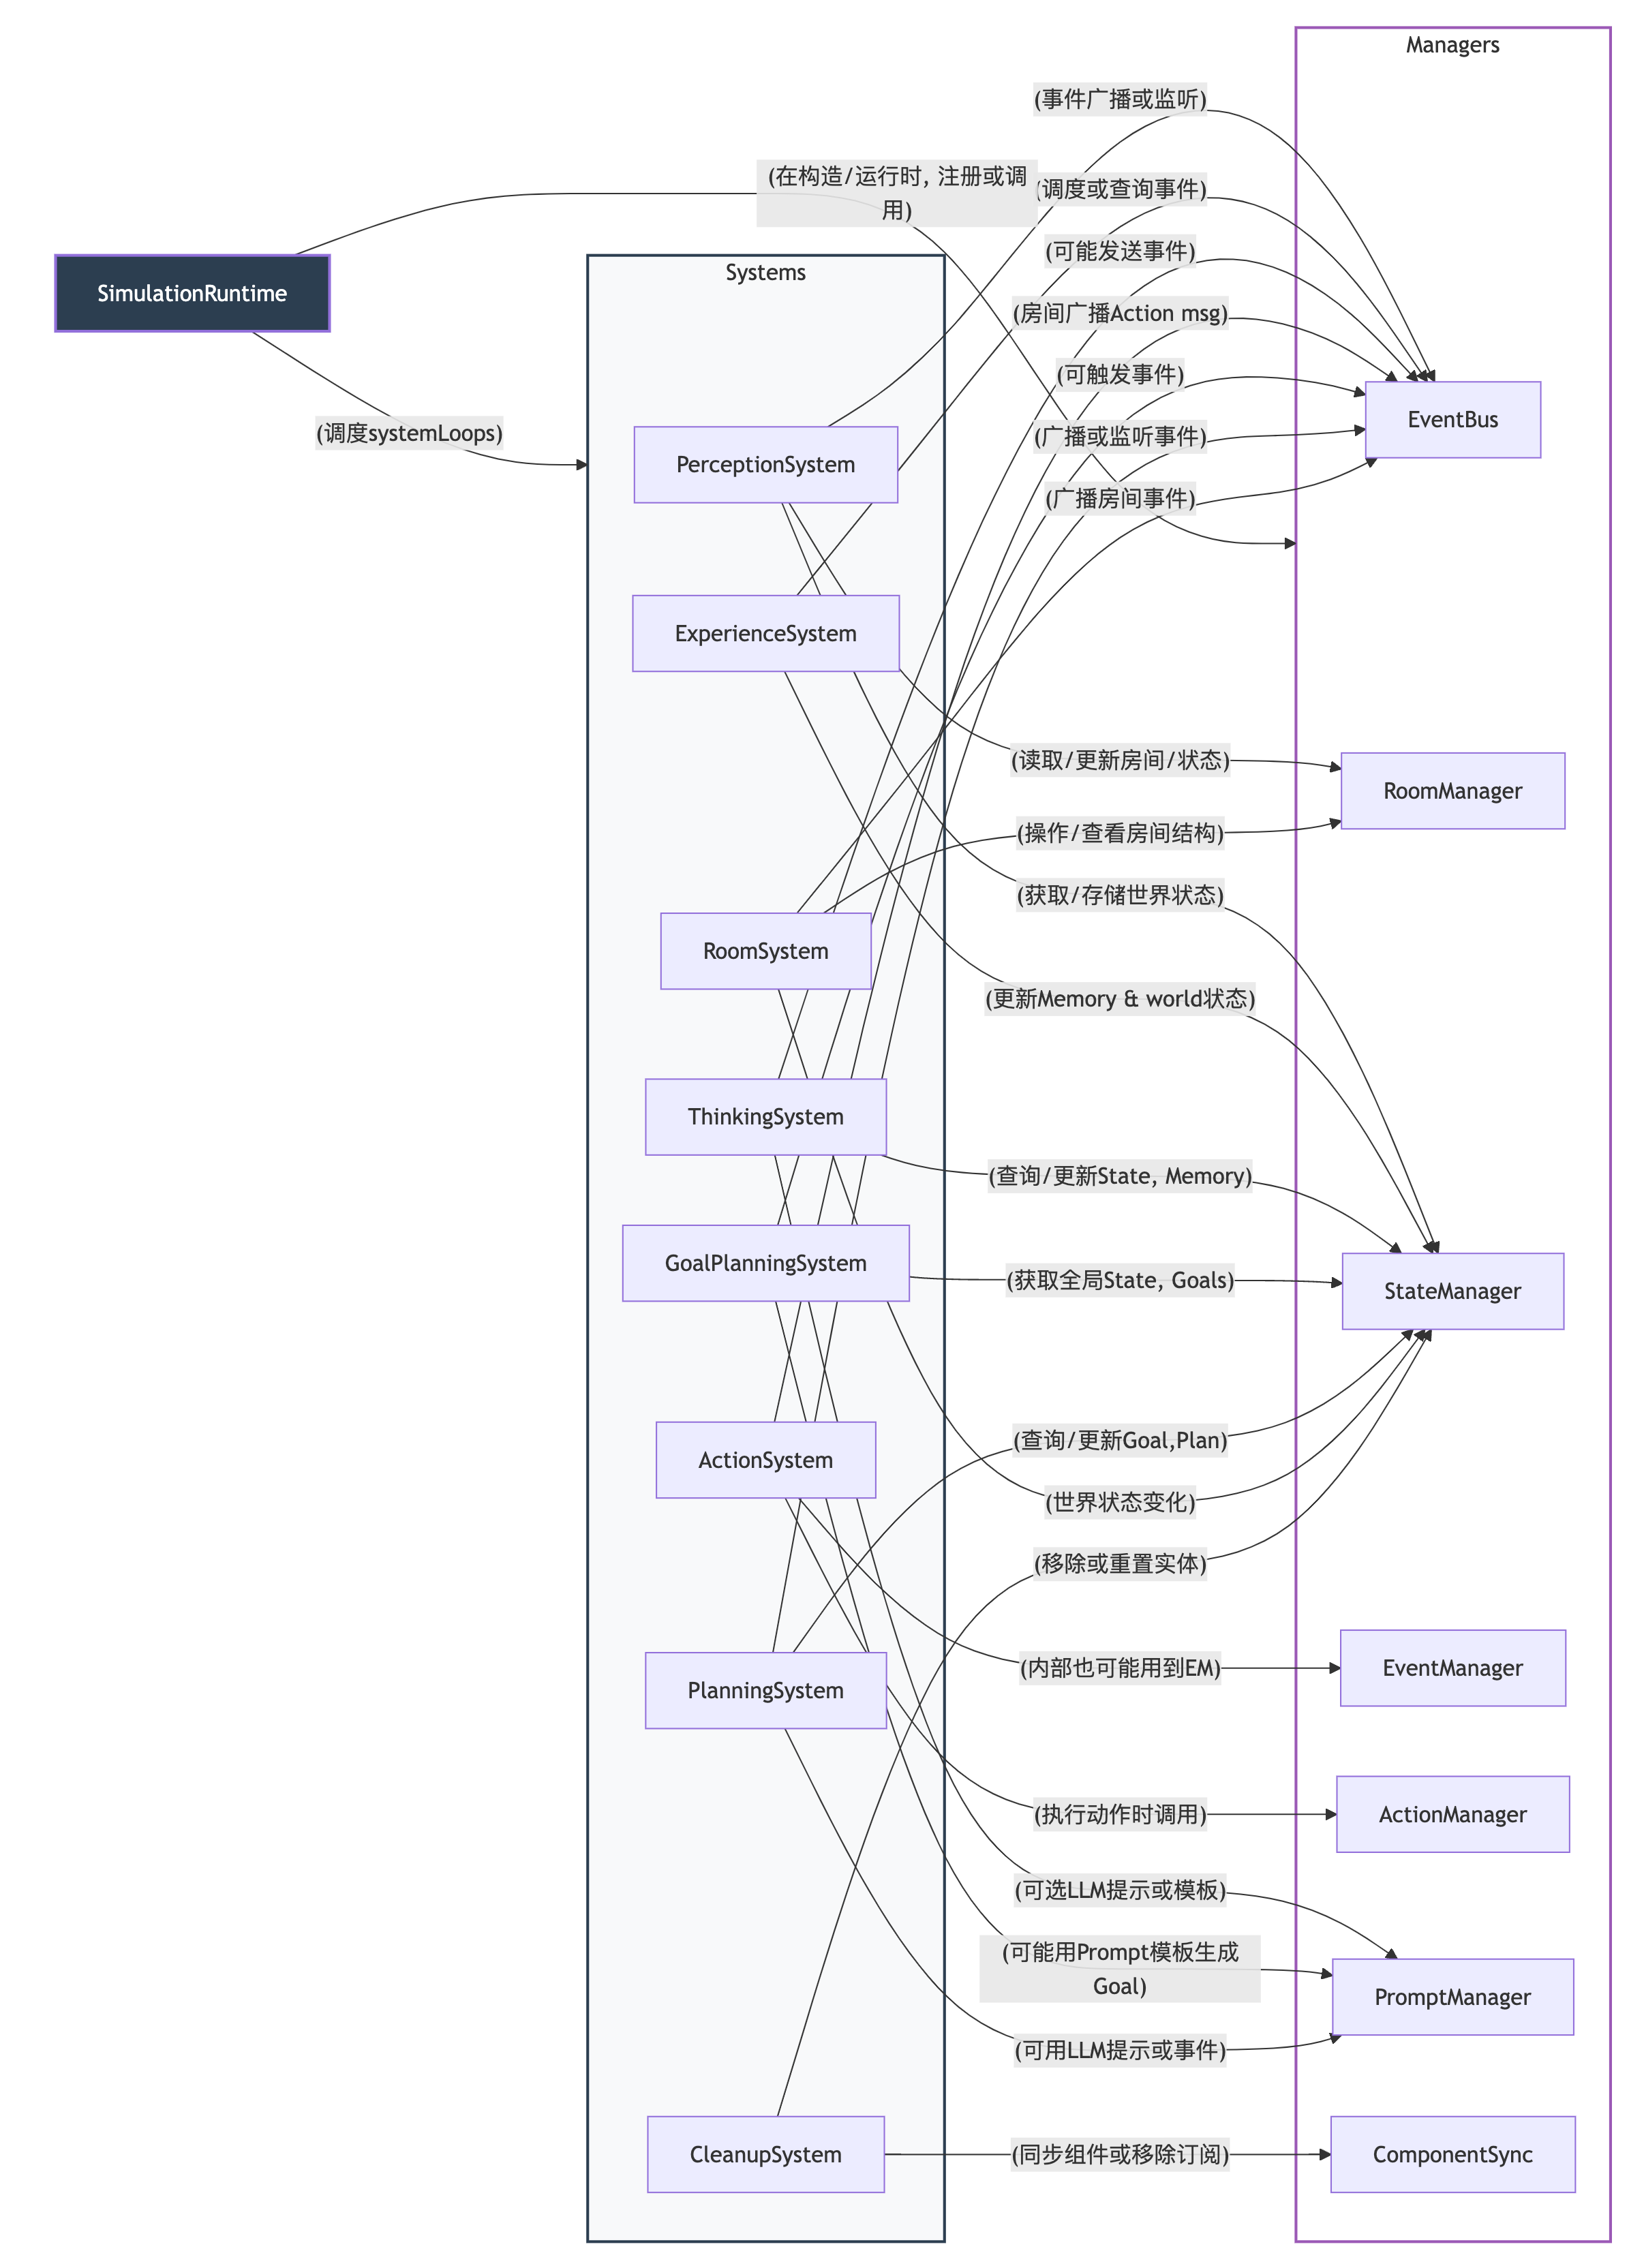 Managers
(事件广播或监听)
(在构造/运行时, 注册或调
用)
(调度或查询事件)
(可能发送事件)
Systems
SimulationRuntime
(房间广播Action msg)
(可触发事件)
EventBus
(调度systemLoops)
(广播或监听事件)
PerceptionSystem
(广播房间事件)
ExperienceSystem
(读取/更新房间/状态)
RoomManager
(操作/查看房间结构)
(获取/存储世界状态)
RoomSystem
(更新Memory & world状态)
ThinkingSystem
(查询/更新State, Memory)
GoalPlanningSystem
(获取全局State, Goals)
StateManager
(查询/更新Goal,Plan)
ActionSystem
(世界状态变化)
(移除或重置实体)
(内部也可能用到EM)
EventManager
PlanningSystem
(执行动作时调用)
ActionManager
(可选LLM提示或模板)
(可能用Prompt模板生成
Goal)
PromptManager
(可用LLM提示或事件)
CleanupSystem
(同步组件或移除订阅)
ComponentSync